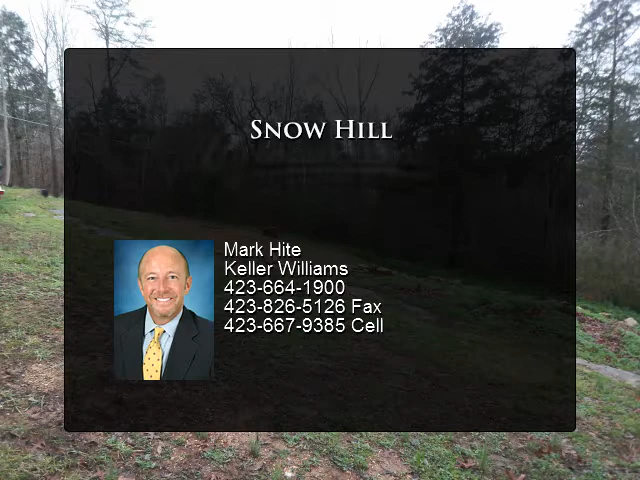 Snow Hill
Mark Hite
Keller Williams
423-664-1900
423-826-5126 Fax
423-667-9385 Cell